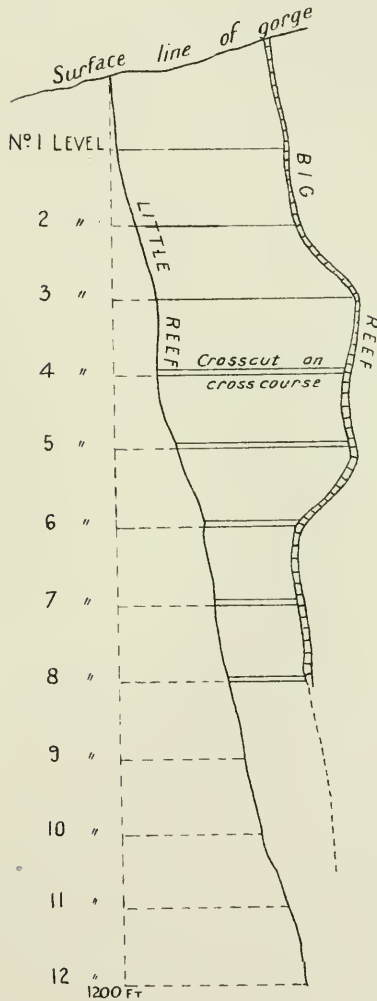 Surface line of gorge
Nº1 LEVEL
BIG REEF
LITTLE REEF
2 "
3 "
4 "
Crosscut on
cross course
5 "
6 "
7 "
8 "
9 "
10 "
11 "
12 "
1200 FT